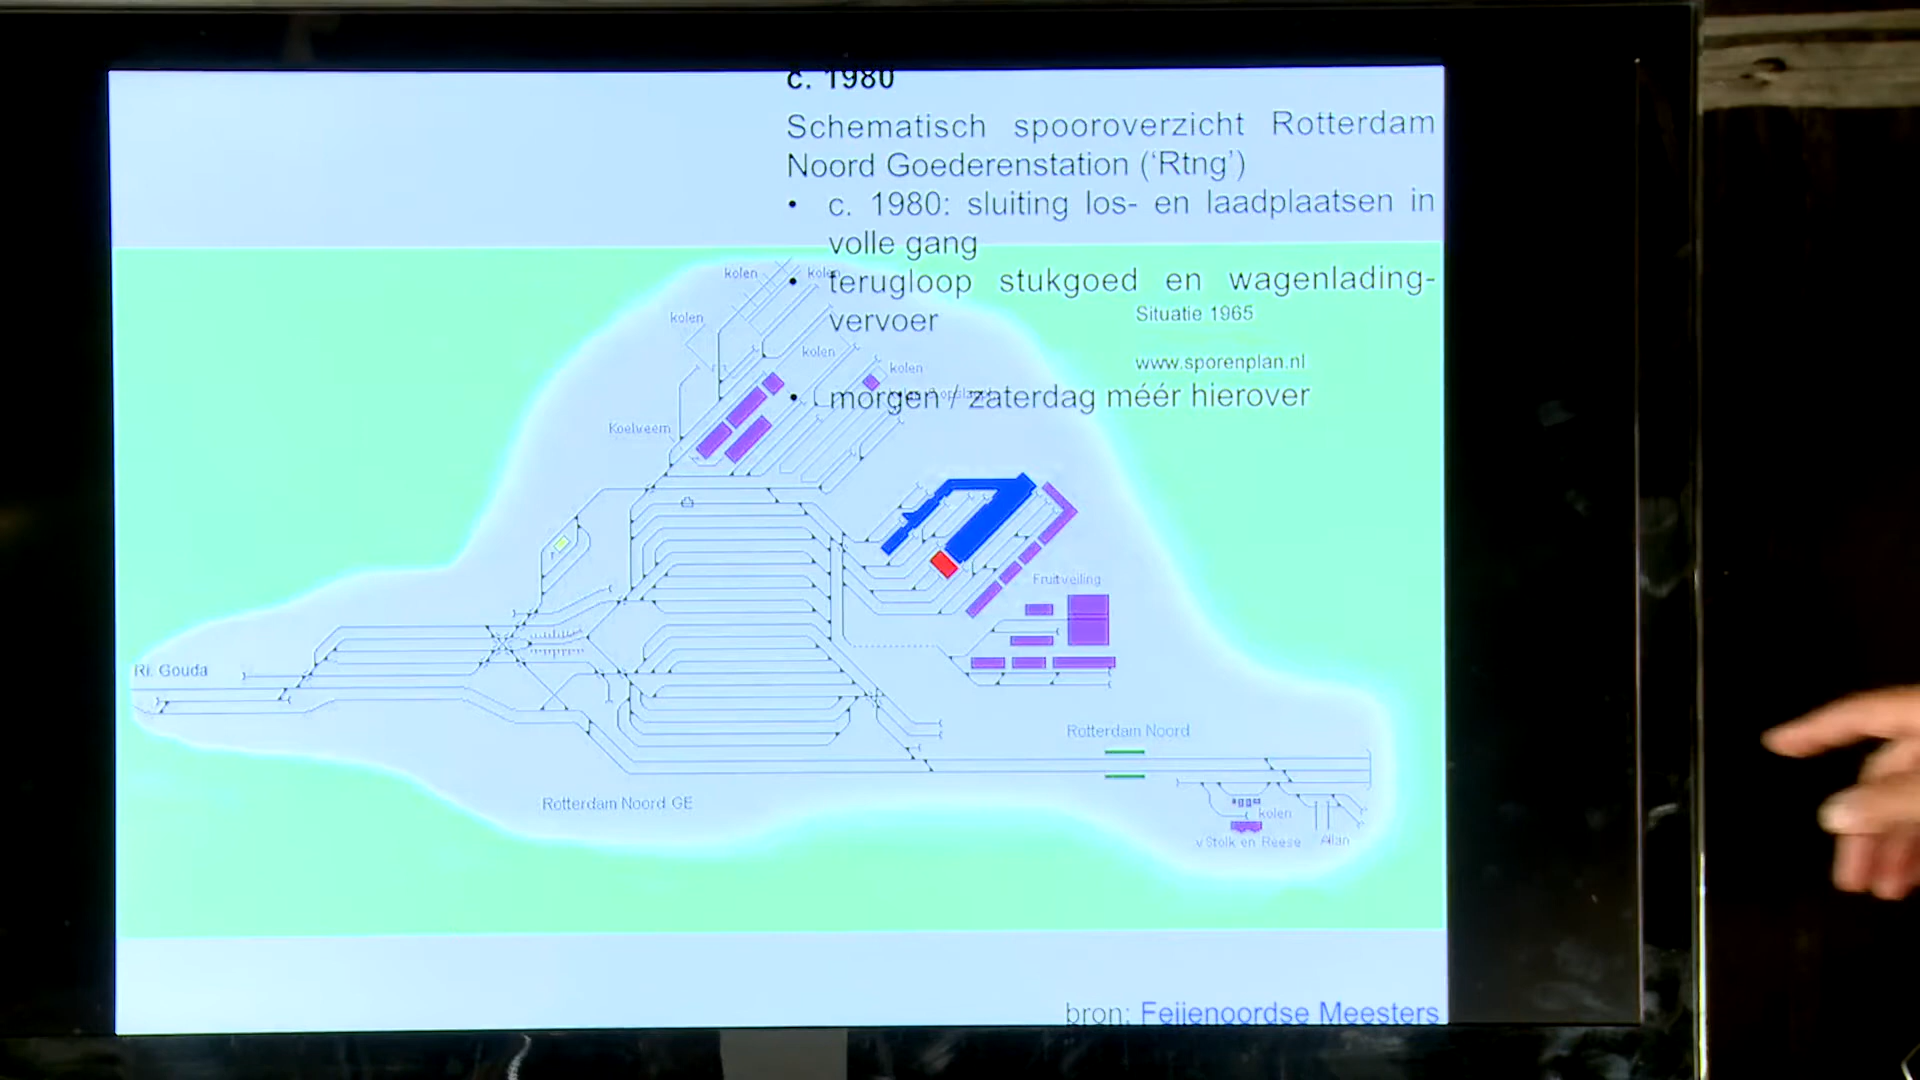 c. 1980
Schematisch spooroverzicht Rotterdam
Noord Goederenstation (‘Rtng’)
• c. 1980: sluiting los- en laadplaatsen in
volle gang
• terugloop stukgoed en wagenlading-
vervoer
• morgen / zaterdag méér hierover
kolen
kolen
Situatie 1965
kolen
kolen
www.sporenplan.nl
kolen
Koelveem
Fruitveiling
Ri. Gouda
Rotterdam Noord
Rotterdam Noord GE
kolen
v Stolk en Reese
Allan
bron: Feijenoordse Meesters